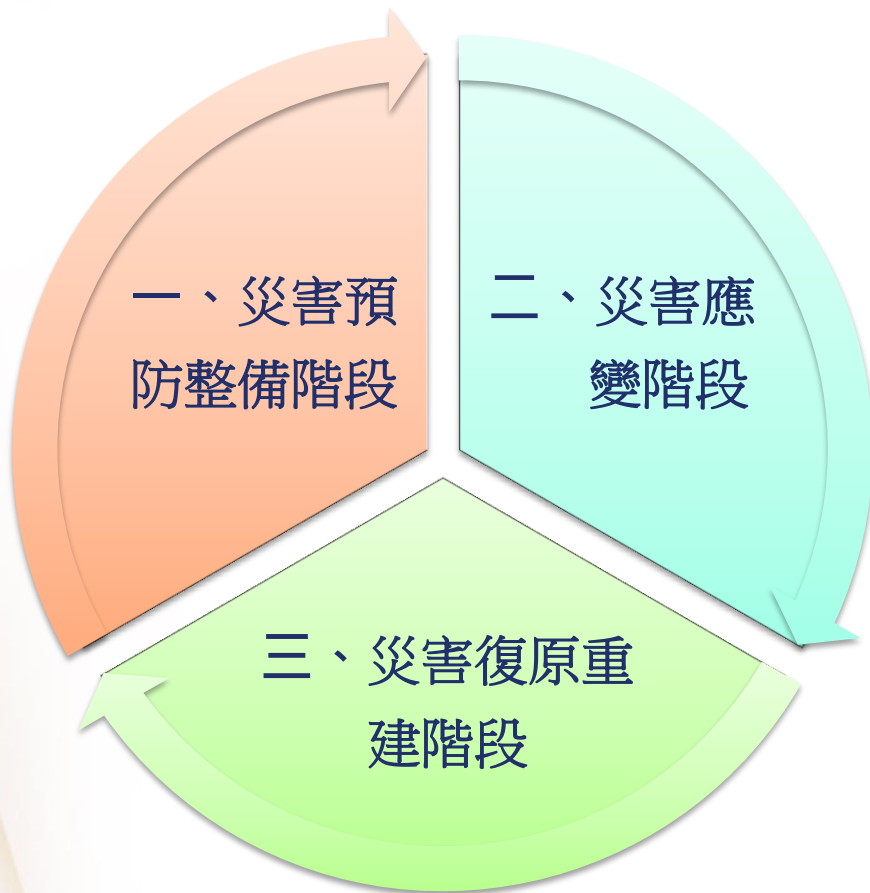 一、災害預
防整備階段
二、災害應
變階段
三、災害復原重
建階段